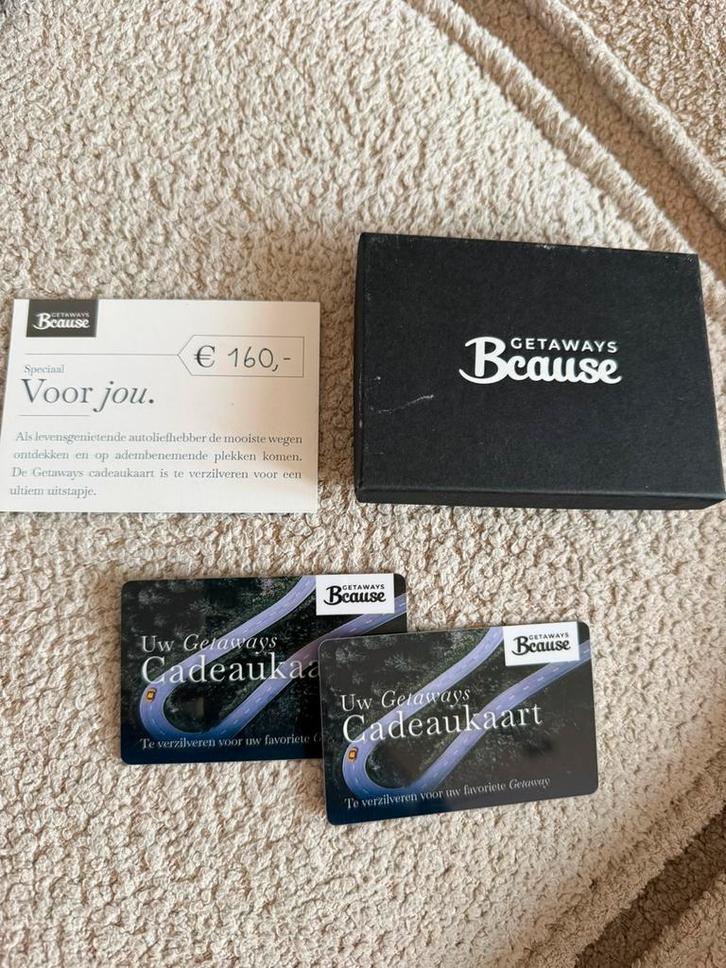 GETAWAYS
Bcause
€ 160,-
Speciaal
Voor jou.
Als levensgenietende autoliefhebber de mooiste wegen
ontdekken en op adembenemende plekken komen.
De Getaways cadeaukaart is te verzilveren voor een
ultiem uitstapje.
GETAWAYS
Bcause
GETAWAYS
Bcause
Uw Getaways
Cadeaukaa
Te verzilveren voor uw favoriete G
GETAWAYS
Bcause
Uw Getaways
Cadeaukaart
Te verzilveren voor uw favoriete Getaway